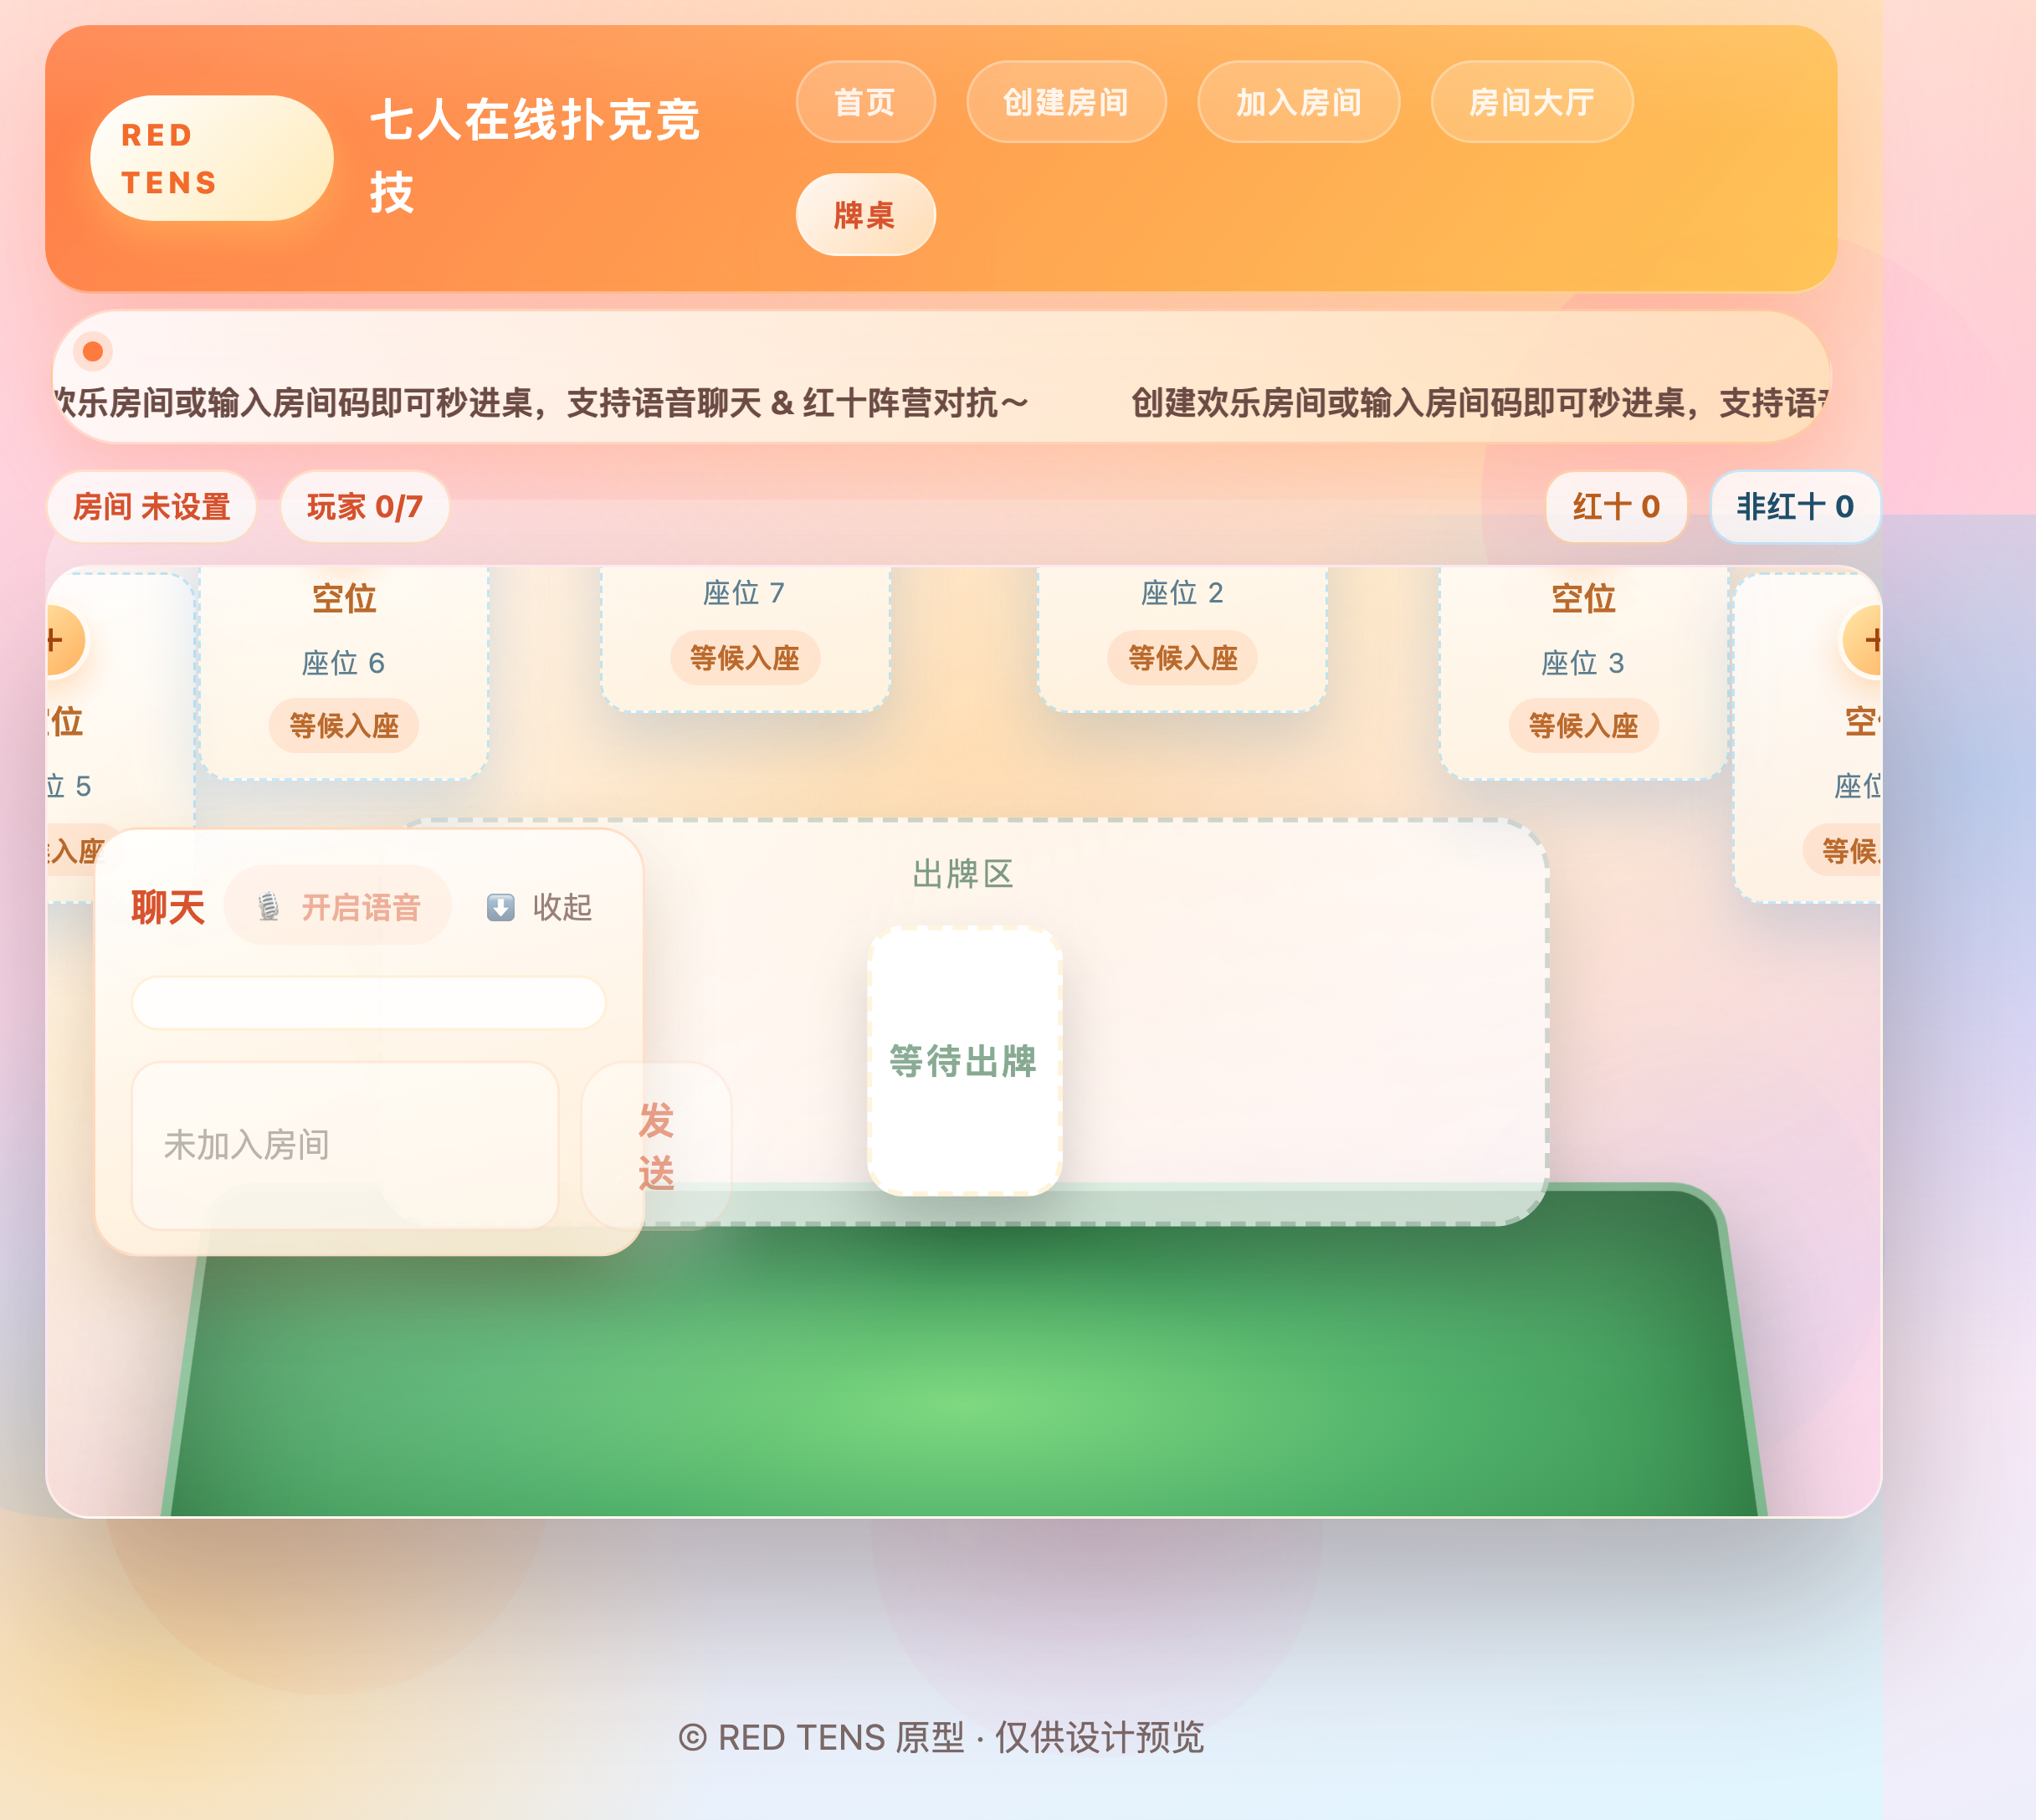 RED
TENS
七人在线扑克竞
技
首页
创建房间
加入房间
房间大厅
牌桌
欢乐房间或输入房间码即可秒进桌，支持语音聊天 & 红十阵营对抗～
创建欢乐房间或输入房间码即可秒进桌，支持语音
房间 未设置
玩家 0/7
红十 0
非红十 0
空位
座位 6
等候入座
座位 7
等候入座
座位 2
等候入座
空位
座位 3
等候入座
+
空位
位 5
入座
+
空
座位
等候
聊天
🎙️ 开启语音
⬇️ 收起
未加入房间
发
送
出牌区
等待出牌
© RED TENS 原型 · 仅供设计预览